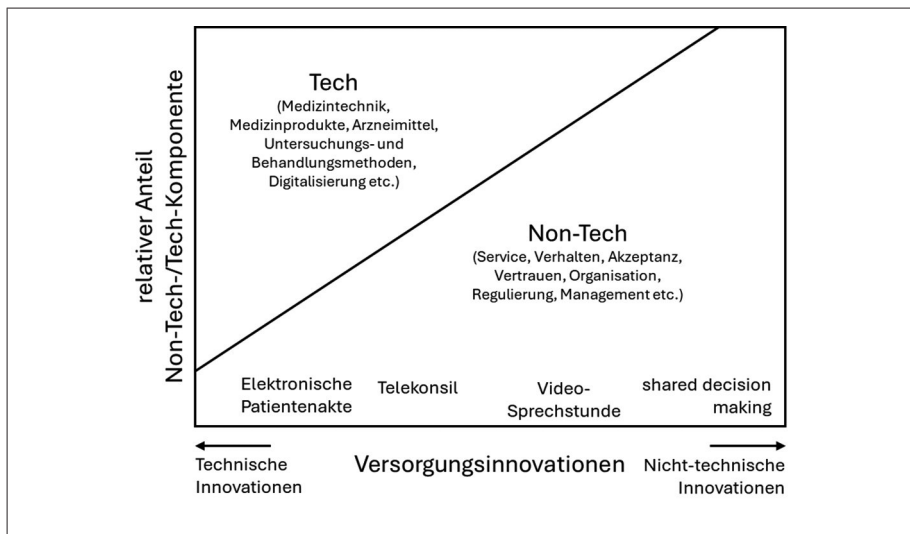 relativer Anteil
Non-Tech-/Tech-Komponente
Tech
(Medizintechnik,
Medizinprodukte, Arzneimittel,
Untersuchungs- und
Behandlungsmethoden,
Digitalisierung etc.)
Non-Tech
(Service, Verhalten, Akzeptanz,
Vertrauen, Organisation,
Regulierung, Management etc.)
Elektronische
Patientenakte
Telekonsil
Video-
Sprechstunde
shared decision
making
Technische
Innovationen
Versorgungsinnovationen
Nicht-technische
Innovationen